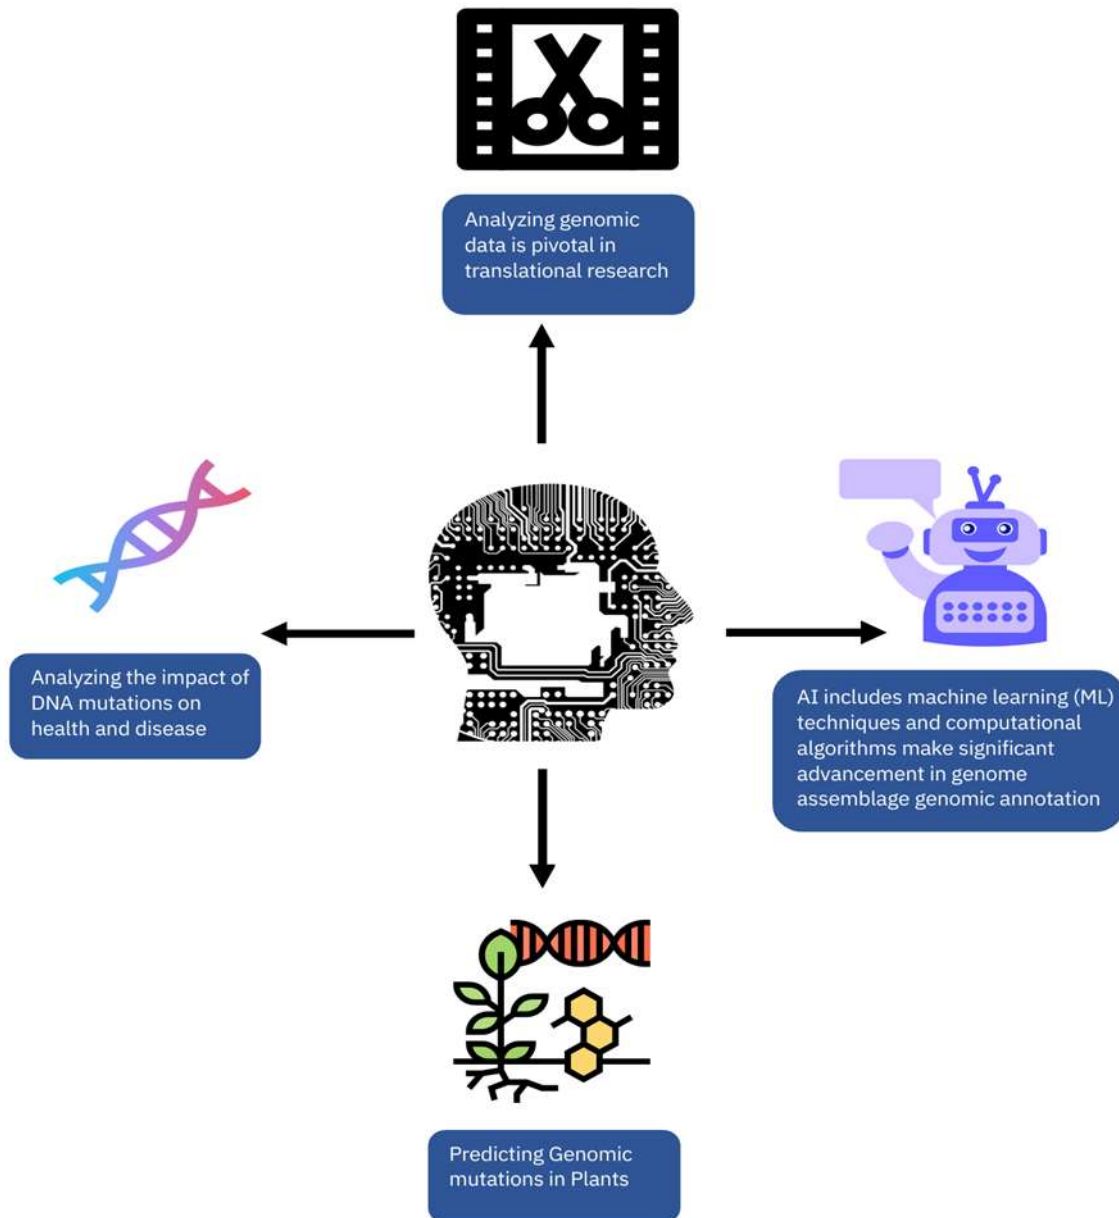 Analyzing genomic
data is pivotal in
translational research
Analyzing the impact of
DNA mutations on
health and disease
AI includes machine learning (ML)
techniques and computational
algorithms make significant
advancement in genome
assemblage genomic annotation
Predicting Genomic
mutations in Plants